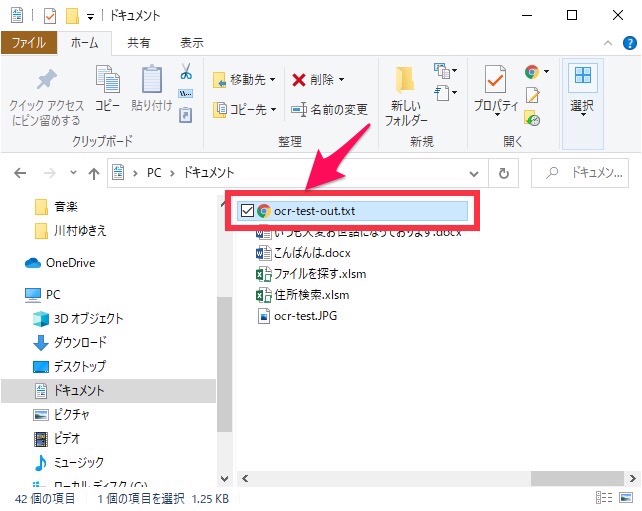 ドキュメント
ファイル ホーム 共有 表示
クイック アクセス
にピン留めする
コピー
貼り付け
移動先
コピー先
削除
名前の変更
新しい
フォルダー
プロパティ
選択
クリップボード 整理 新規 開く
PC ドキュメント
ドキュメン...
音楽
川村ゆきえ
OneDrive
PC
3D オブジェクト
ダウンロード
デスクトップ
ドキュメント
ピクチャ
ビデオ
ミュージック
ローカル ディスク (C:)
ocr-test-out.txt
いつも大変お世話になっております.docx
こんばんは.docx
ファイルを探す.xlsm
住所検索.xlsm
ocr-test.JPG
42 個の項目 1 個の項目を選択 1.25 KB